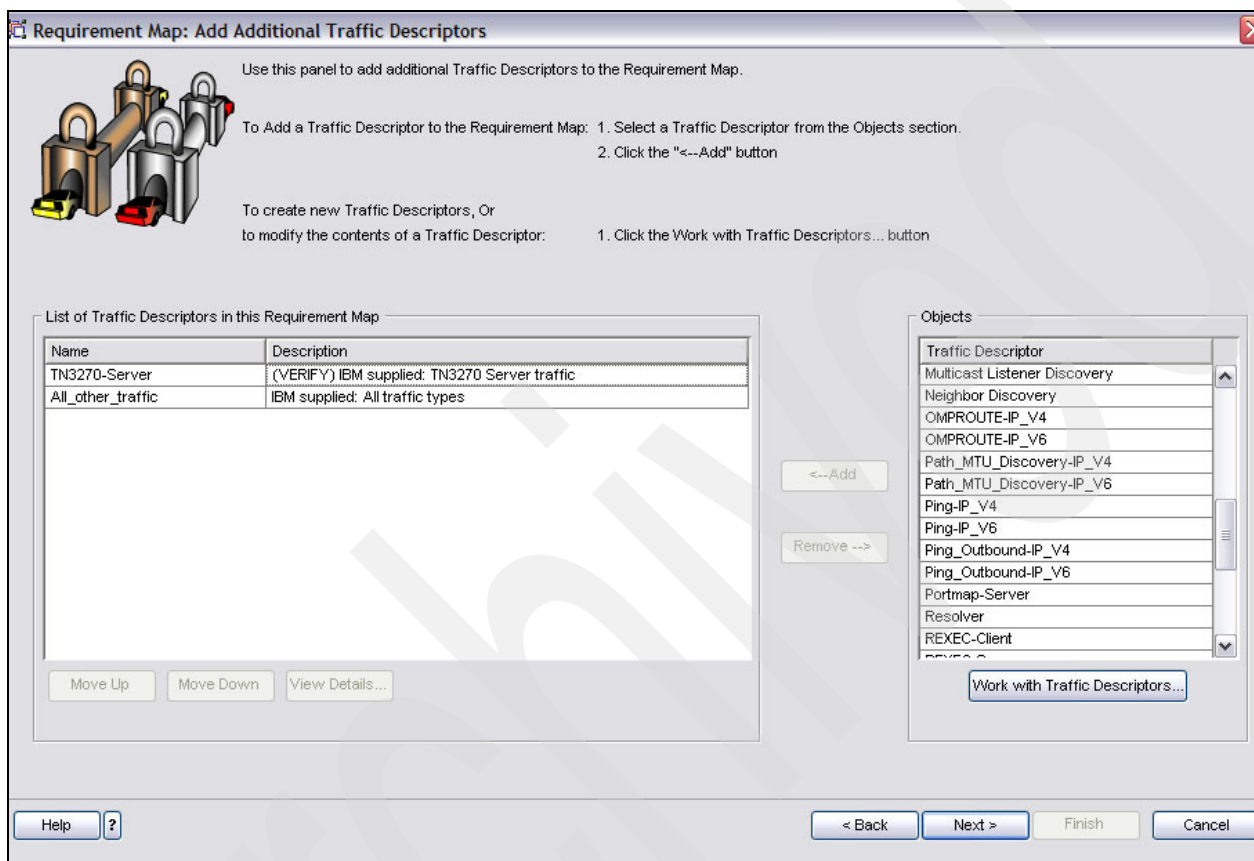 Requirement Map: Add Additional Traffic Descriptors
Use this panel to add additional Traffic Descriptors to the Requirement Map.
To Add a Traffic Descriptor to the Requirement Map: 1. Select a Traffic Descriptor from the Objects section.
2. Click the "<--Add" button
To create new Traffic Descriptors, Or
to modify the contents of a Traffic Descriptor: 1. Click the Work with Traffic Descriptors... button
List of Traffic Descriptors in this Requirement Map
Name Description
TN3270-Server (VERIFY) IBM supplied: TN3270 Server traffic
All_other_traffic IBM supplied: All traffic types
<--Add
Remove -->
Move Up Move Down View Details...
Objects
Traffic Descriptor
Multicast Listener Discovery
Neighbor Discovery
OMPROUTE-IP_V4
OMPROUTE-IP_V6
Path_MTU_Discovery-IP_V4
Path_MTU_Discovery-IP_V6
Ping-IP_V4
Ping-IP_V6
Ping_Outbound-IP_V4
Ping_Outbound-IP_V6
Portmap-Server
Resolver
REXEC-Client
Work with Traffic Descriptors...
Help ? < Back Next > Finish Cancel